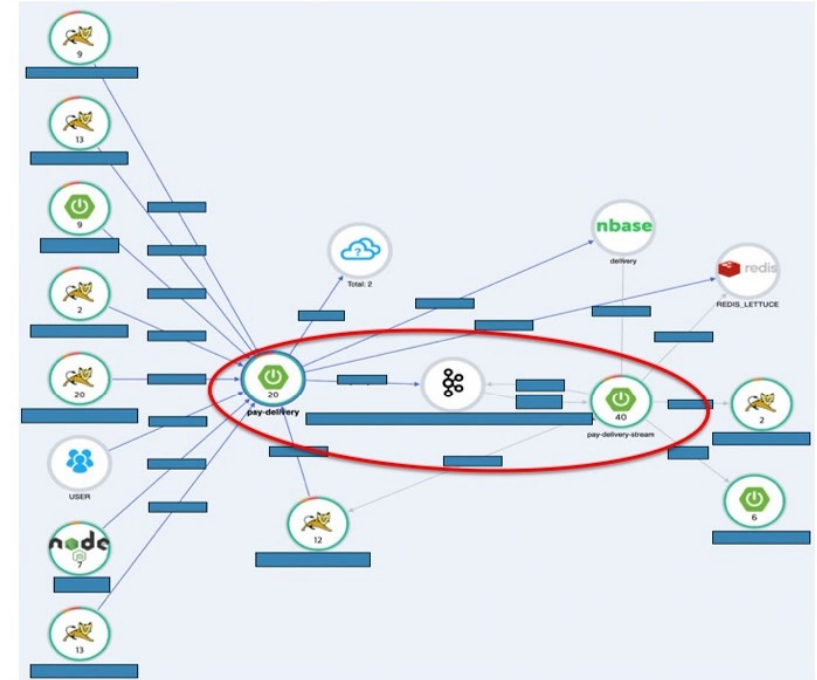 9
13
9
2
20
USER
node
JS
7
13
?
Total: 2
nbase
delivery
redis
REDIS_LETTUCE
20
pay-delivery
40
pay-delivery-stream
2
6
12